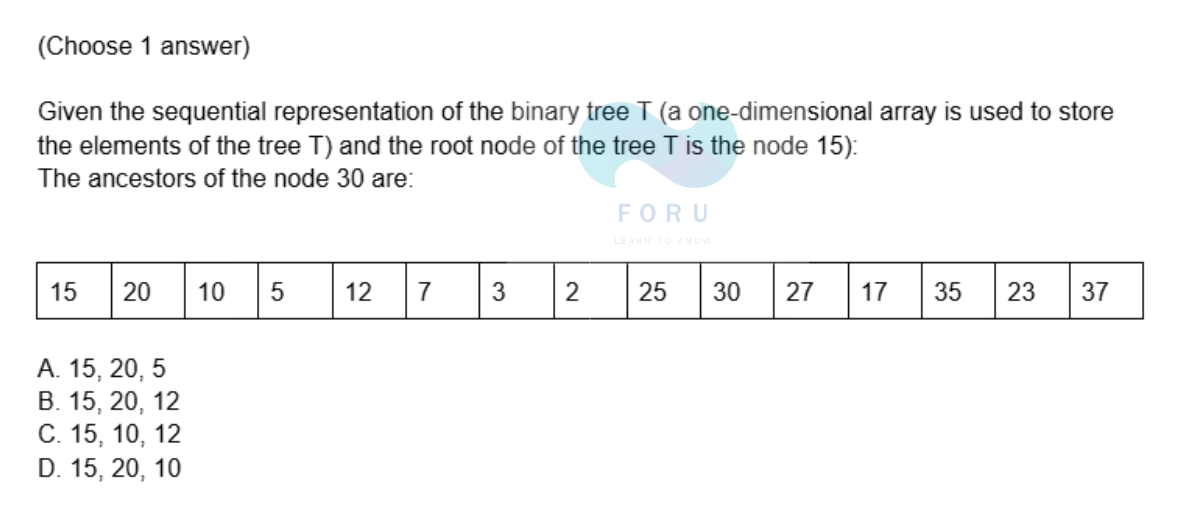 (Choose 1 answer)
Given the sequential representation of the binary tree T (a one-dimensional array is used to store
the elements of the tree T) and the root node of the tree T is the node 15):
The ancestors of the node 30 are:
FORU
LEARN TO KNOW
15 20 10 5 12 7 3 2 25 30 27 17 35 23 37
A. 15, 20, 5
B. 15, 20, 12
C. 15, 10, 12
D. 15, 20, 10